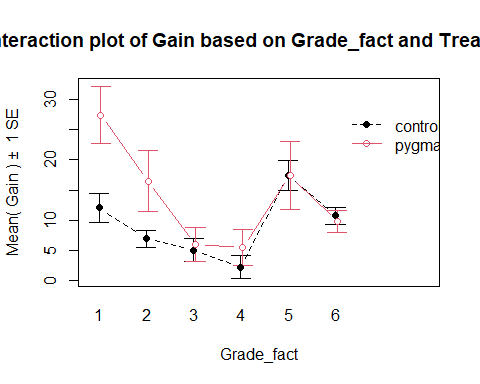 nteraction plot of Gain based on Grade_fact and Trea
Mean( Gain ) ± 1 SE
30
20
10
5
0
contro
pygma
1 2 3 4 5 6
Grade_fact